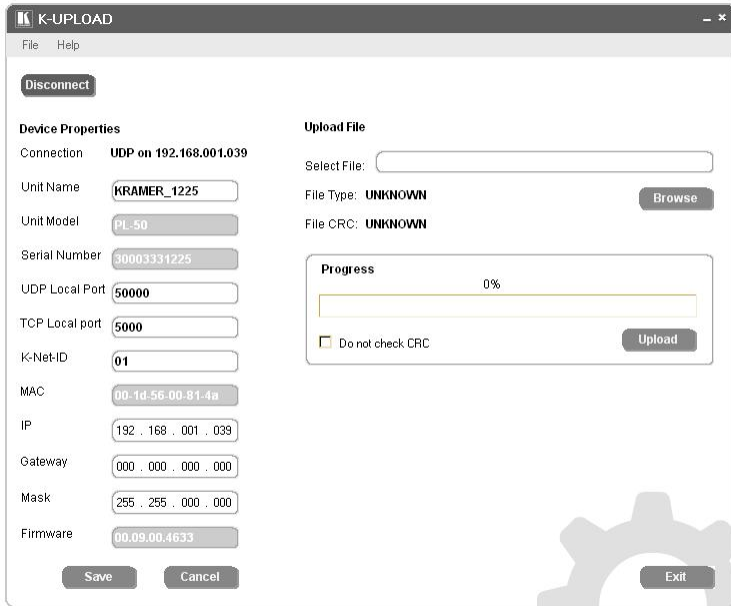 K-UPLOAD
File Help
Disconnect
Device Properties
Connection UDP on 192.168.001.039
Unit Name KRAMER_1225
Unit Model PL-50
Serial Number 30003331225
UDP Local Port 50000
TCP Local port 5000
K-Net-ID 01
MAC 00-1d-56-00-81-4a
IP 192 . 168 . 001 . 039
Gateway 000 . 000 . 000 . 000
Mask 255 . 255 . 000 . 000
Firmware 00.09.00.4633
Save Cancel
Upload File
Select File:
File Type: UNKNOWN
Browse
File CRC: UNKNOWN
Progress
0%
Do not check CRC
Upload
Exit